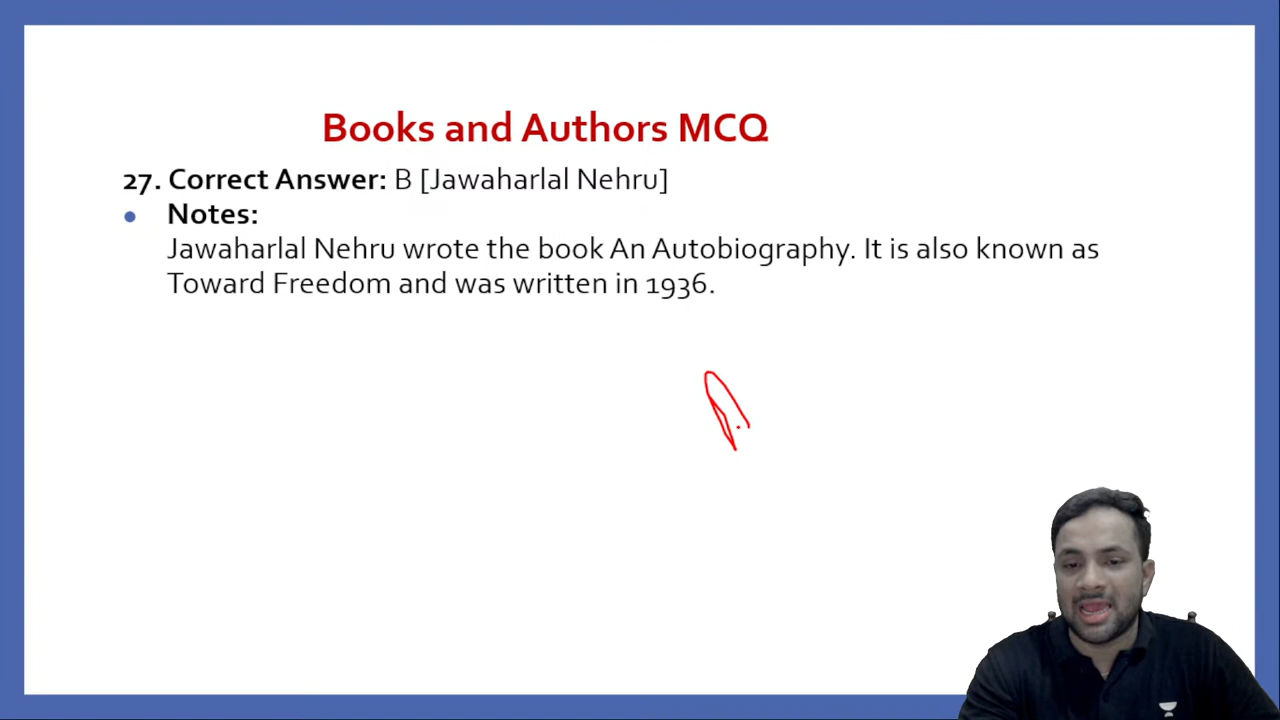 Books and Authors MCQ
27. Correct Answer: B [Jawaharlal Nehru]
Notes:
Jawaharlal Nehru wrote the book An Autobiography. It is also known as
Toward Freedom and was written in 1936.